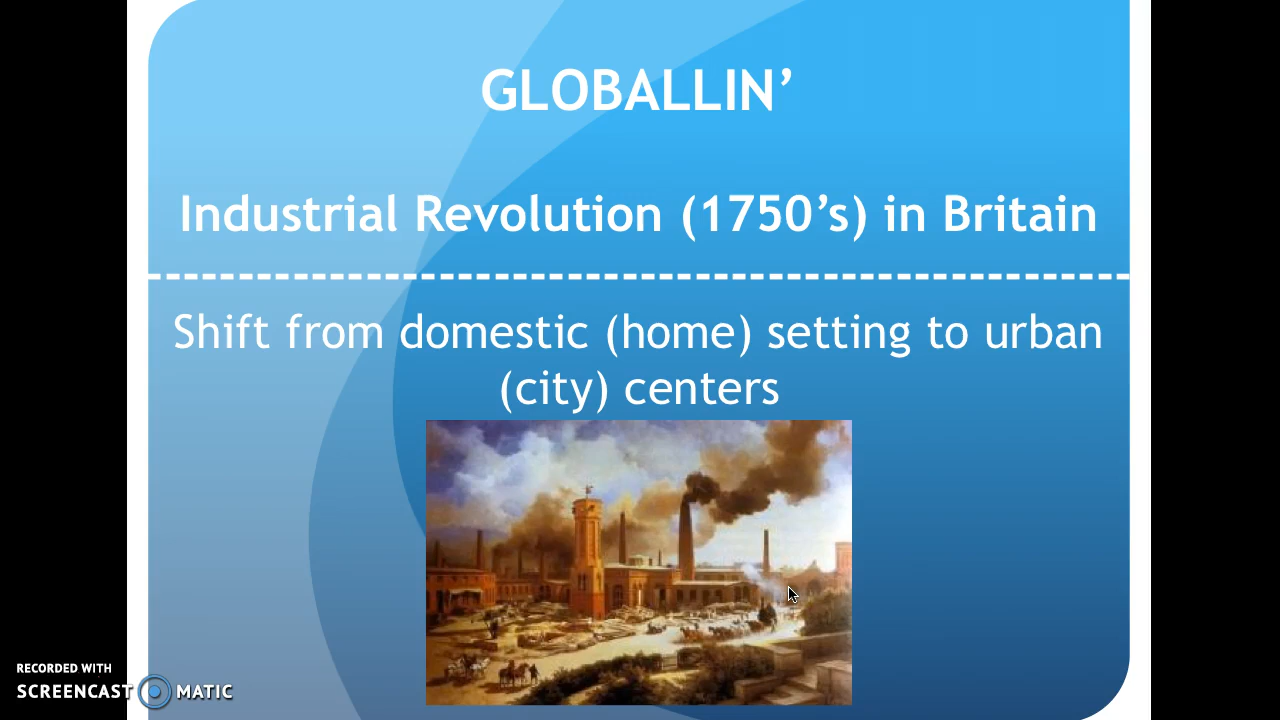 GLOBALLIN’
Industrial Revolution (1750’s) in Britain
Shift from domestic (home) setting to urban
(city) centers
RECORDED WITH
SCREENCAST MATIC